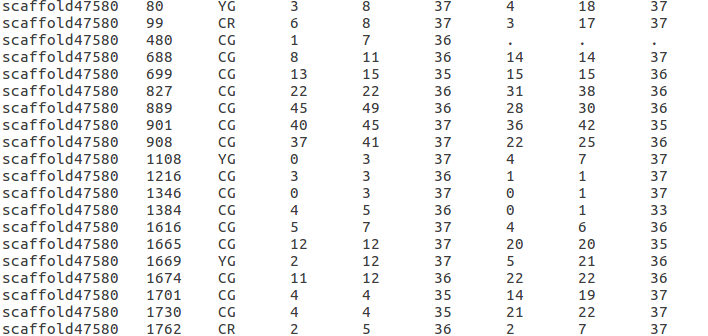 scaffold47580 80 YG 3 8 37 4 18 37
scaffold47580 99 CR 6 8 37 3 17 37
scaffold47580 480 CG 1 7 36 . . .
scaffold47580 688 CG 8 11 36 14 14 37
scaffold47580 699 CG 13 15 35 15 15 36
scaffold47580 827 CG 22 22 36 31 38 36
scaffold47580 889 CG 45 49 36 28 30 36
scaffold47580 901 CG 40 45 37 36 42 35
scaffold47580 908 CG 37 41 37 22 25 36
scaffold47580 1108 YG 0 3 37 4 7 37
scaffold47580 1216 CG 3 3 36 1 1 37
scaffold47580 1346 CG 0 3 37 0 1 37
scaffold47580 1384 CG 4 5 36 0 1 33
scaffold47580 1616 CG 5 7 37 4 6 36
scaffold47580 1665 CG 12 12 37 20 20 35
scaffold47580 1669 YG 2 12 37 5 21 36
scaffold47580 1674 CG 11 12 36 22 22 36
scaffold47580 1701 CG 4 4 35 14 19 37
scaffold47580 1730 CG 4 4 35 21 22 37
scaffold47580 1762 CR 2 5 36 2 7 37